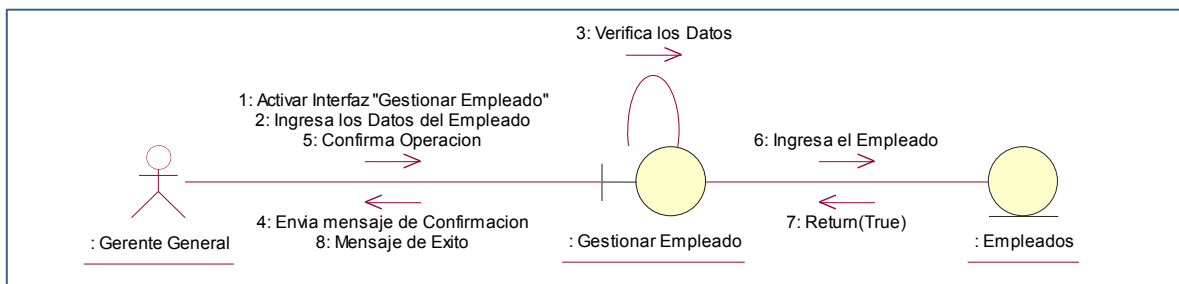 3: Verifica los Datos
1: Activar Interfaz "Gestionar Empleado"
2: Ingresa los Datos del Empleado
5: Confirma Operacion
6: Ingresa el Empleado
4: Envia mensaje de Confirmacion
8: Mensaje de Exito
7: Return(True)
: Gerente General
: Gestionar Empleado
: Empleados